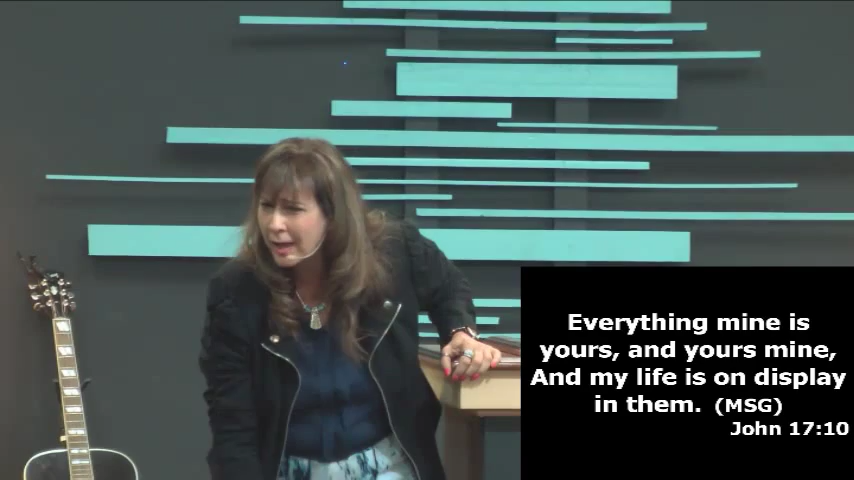 Everything mine is
yours, and yours mine,
And my life is on display
in them. (MSG)
John 17:10